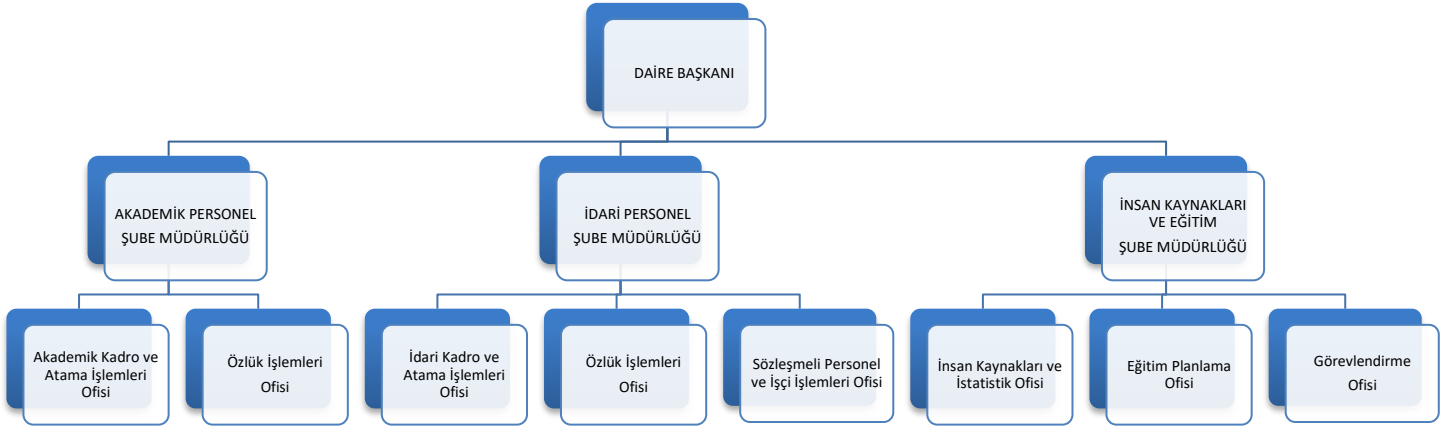 DAİRE BAŞKANI
AKADEMİK PERSONEL
ŞUBE MÜDÜRLÜĞÜ
İDARİ PERSONEL
ŞUBE MÜDÜRLÜĞÜ
İNSAN KAYNAKLARI
VE EĞİTİM
ŞUBE MÜDÜRLÜĞÜ
Akademik Kadro ve
Atama İşlemleri
Ofisi
Özlük İşlemleri
Ofisi
İdari Kadro ve
Atama İşlemleri
Ofisi
Özlük İşlemleri
Ofisi
Sözleşmeli Personel
ve İşçi İşlemleri Ofisi
İnsan Kaynakları ve
İstatistik Ofisi
Eğitim Planlama
Ofisi
Görevlendirme
Ofisi